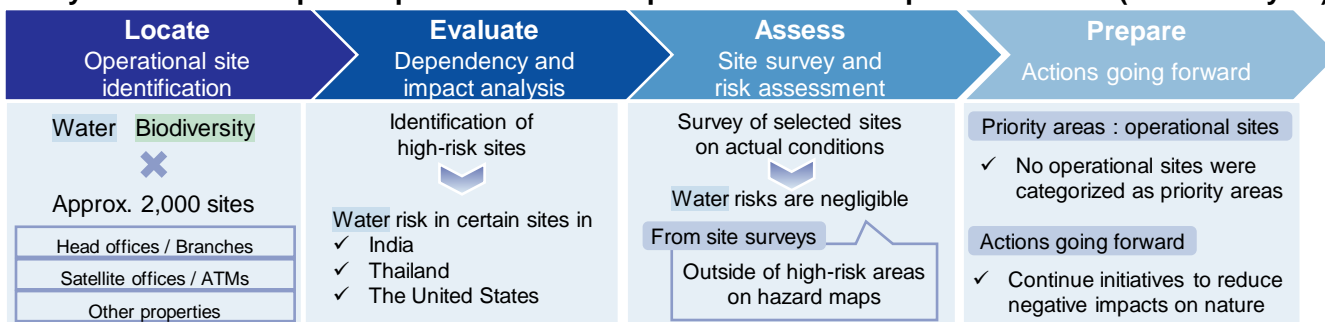 Locate
Operational site
identification
Water Biodiversity
Approx. 2,000 sites
Head offices / Branches
Satellite offices / ATMs
Other properties
Evaluate
Dependency and
impact analysis
Identification of
high-risk sites
Water risk in certain sites in
✓ India
✓ Thailand
✓ The United States
Assess
Site survey and
risk assessment
Survey of selected sites
on actual conditions
Water risks are negligible
From site surveys
Outside of high-risk areas
on hazard maps
Prepare
Actions going forward
Priority areas : operational sites
✓ No operational sites were
categorized as priority areas
Actions going forward
✓ Continue initiatives to reduce
negative impacts on nature